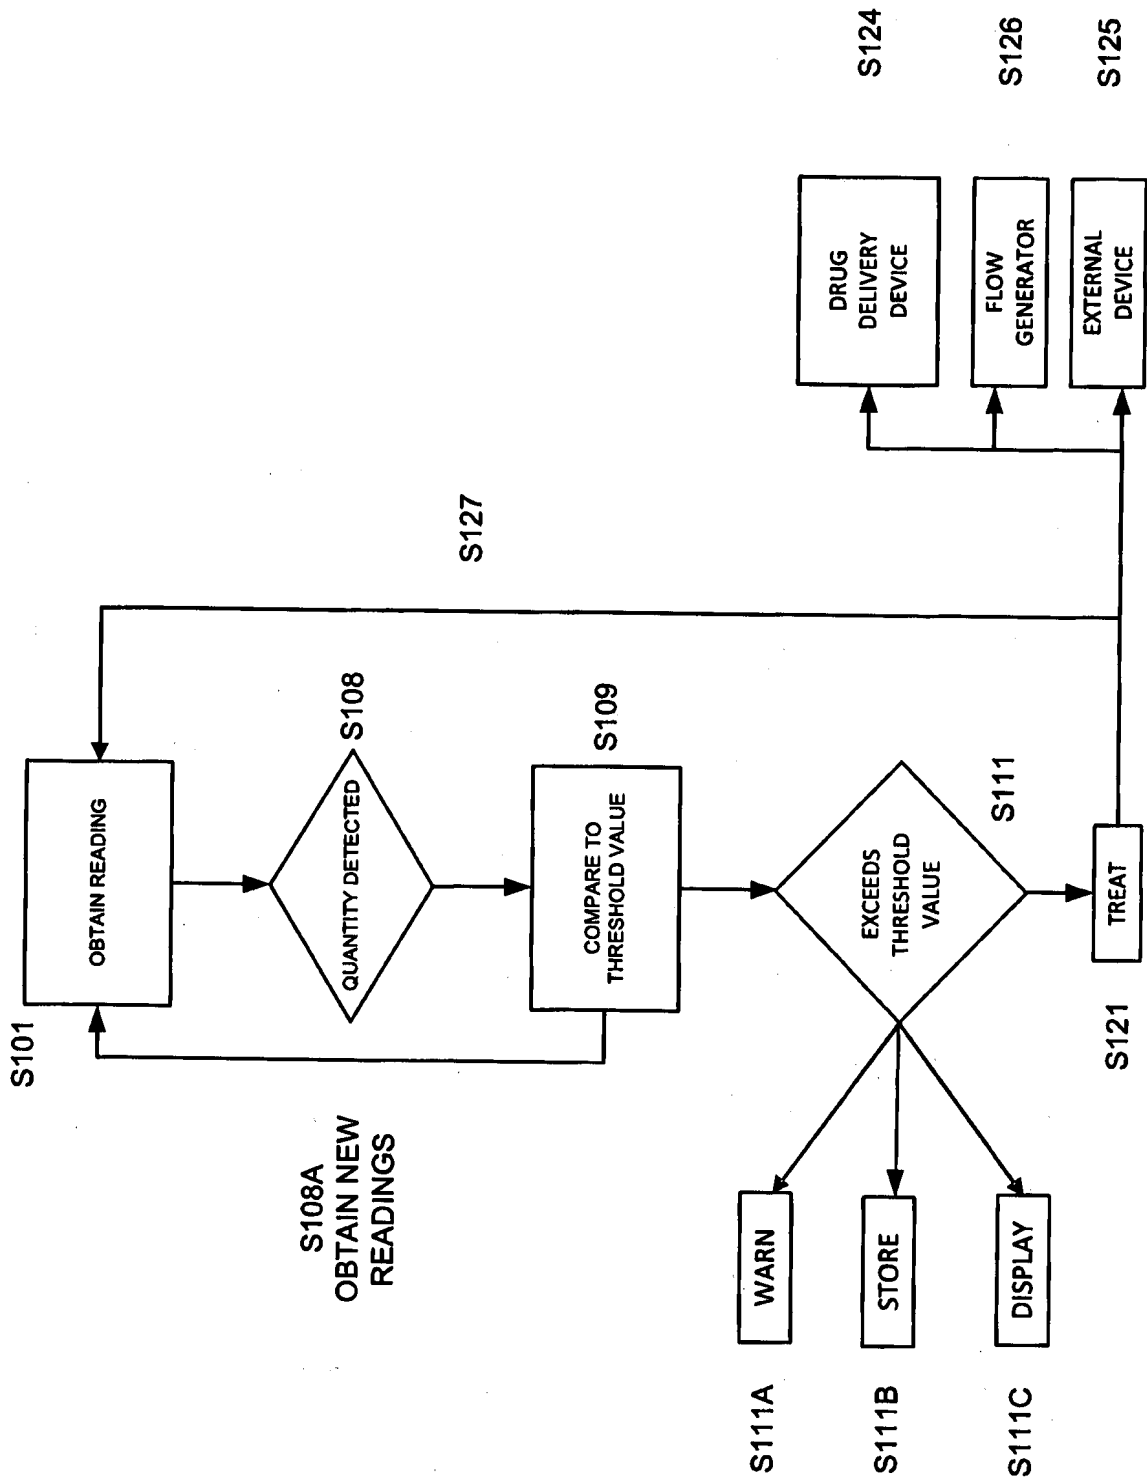 S101
OBTAIN READING
QUANTITY DETECTED
S108
S108A
OBTAIN NEW
READINGS
COMPARE TO
THRESHOLD VALUE
S109
S127
EXCEEDS
THRESHOLD
VALUE
S111
S111A
WARN
S111B
STORE
S111C
DISPLAY
S121
TREAT
DRUG
DELIVERY
DEVICE
S124
FLOW
GENERATOR
S126
EXTERNAL
DEVICE
S125